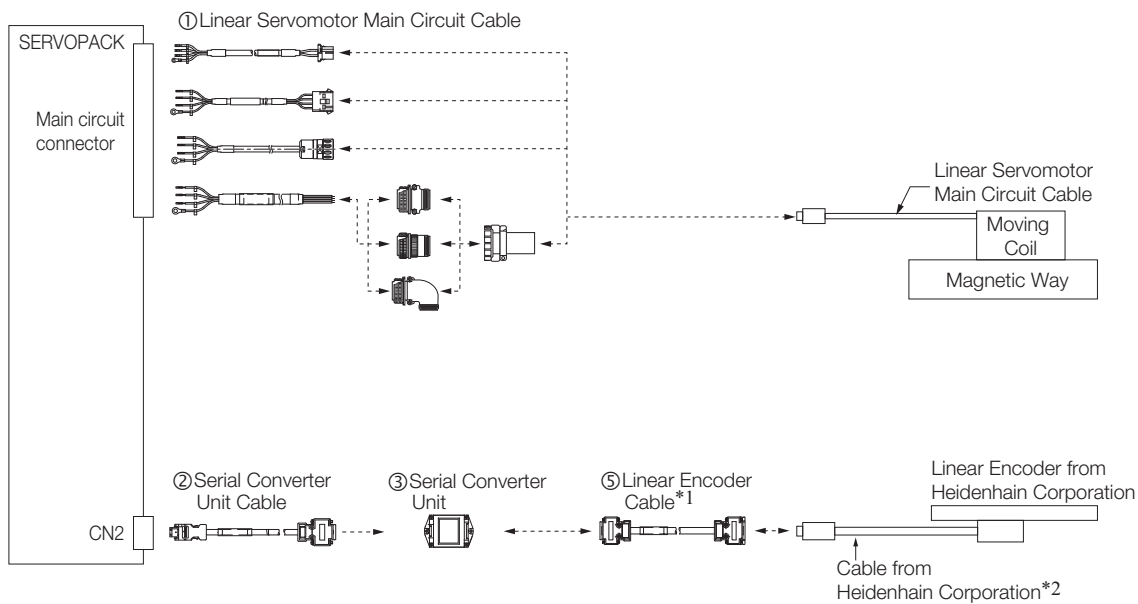 ①Linear Servomotor Main Circuit Cable
SERVOPACK
Main circuit
connector
Linear Servomotor
Main Circuit Cable
Moving
Coil
Magnetic Way
②Serial Converter
Unit Cable
③Serial Converter
Unit
⑤Linear Encoder
Cable*1
Linear Encoder from
Heidenhain Corporation
CN2
Cable from
Heidenhain Corporation*2